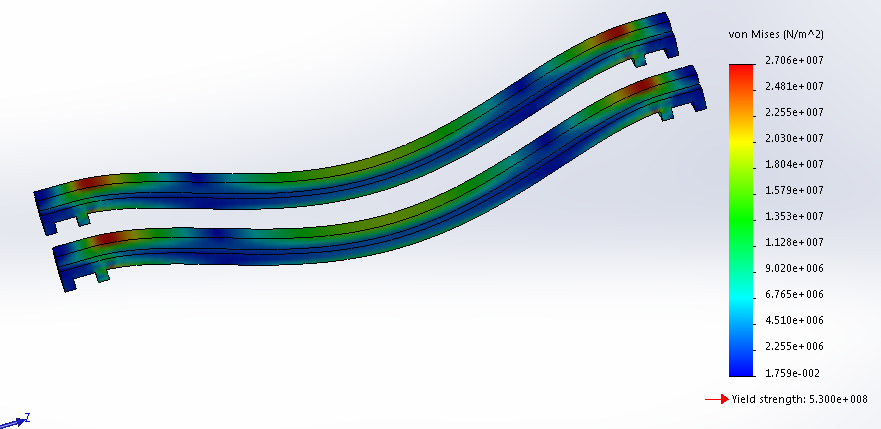 von Mises (N/m^2)
2.706e+007
2.481e+007
2.255e+007
2.030e+007
1.804e+007
1.579e+007
1.353e+007
1.128e+007
9.020e+006
6.765e+006
4.510e+006
2.255e+006
1.759e-002
Yield strength: 5.300e+008
Z